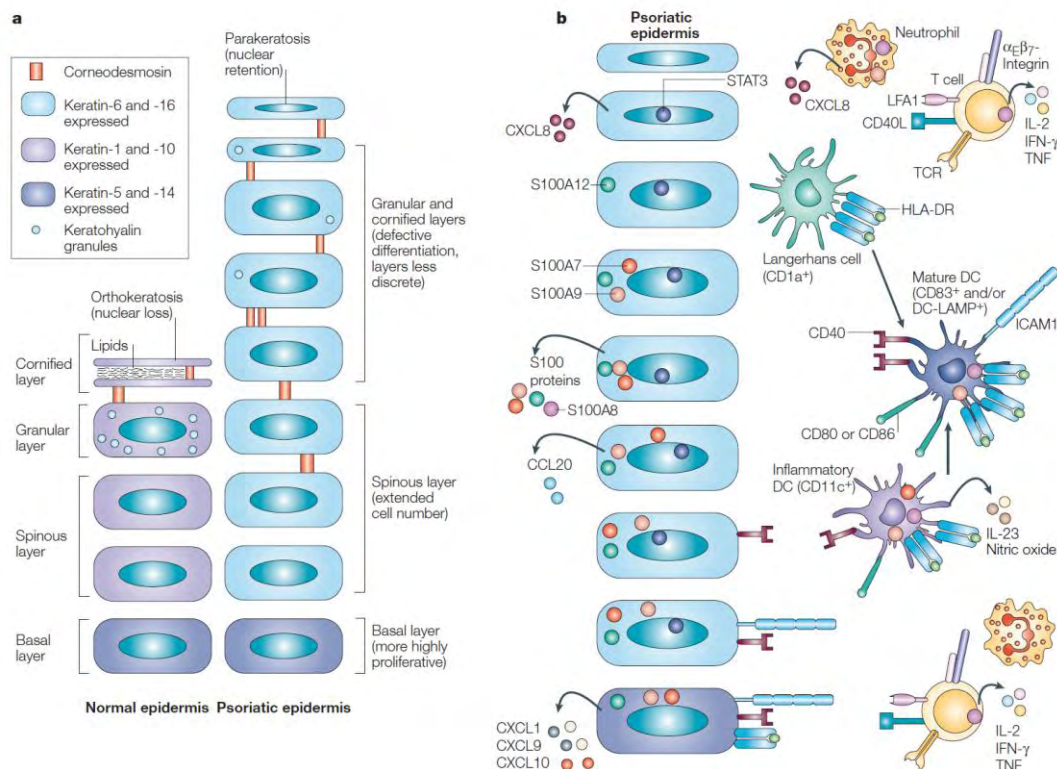 a
Corneodesmosin
Keratin-6 and -16
expressed
Keratin-1 and -10
expressed
Keratin-5 and -14
expressed
Keratohyalin
granules
Parakeratosis
(nuclear
retention)
Granular and
cornified layers
(defective
differentiation,
layers less
discrete)
Orthokeratosis
(nuclear loss)
Lipids
Cornified
layer
Granular
layer
Spinous
layer
Basal
layer
Spinous layer
(extended
cell number)
Basal layer
(more highly
proliferative)
Normal epidermis
Psoriatic epidermis
b
Psoriatic
epidermis
STAT3
CXCL8
S100A12
S100A7
S100A9
S100
proteins
S100A8
CCL20
CXCL1
CXCL9
CXCL10
Neutrophil
CXCL8
αEβ7-
Integrin
T cell
LFA1
CD40L
TCR
IL-2
IFN-γ
TNF
HLA-DR
Langerhans cell
(CD1a+)
Mature DC
(CD83+ and/or
DC-LAMP+)
ICAM1
CD40
CD80 or CD86
Inflammatory
DC (CD11c+)
IL-23
Nitric oxide
IL-2
IFN-γ
TNF